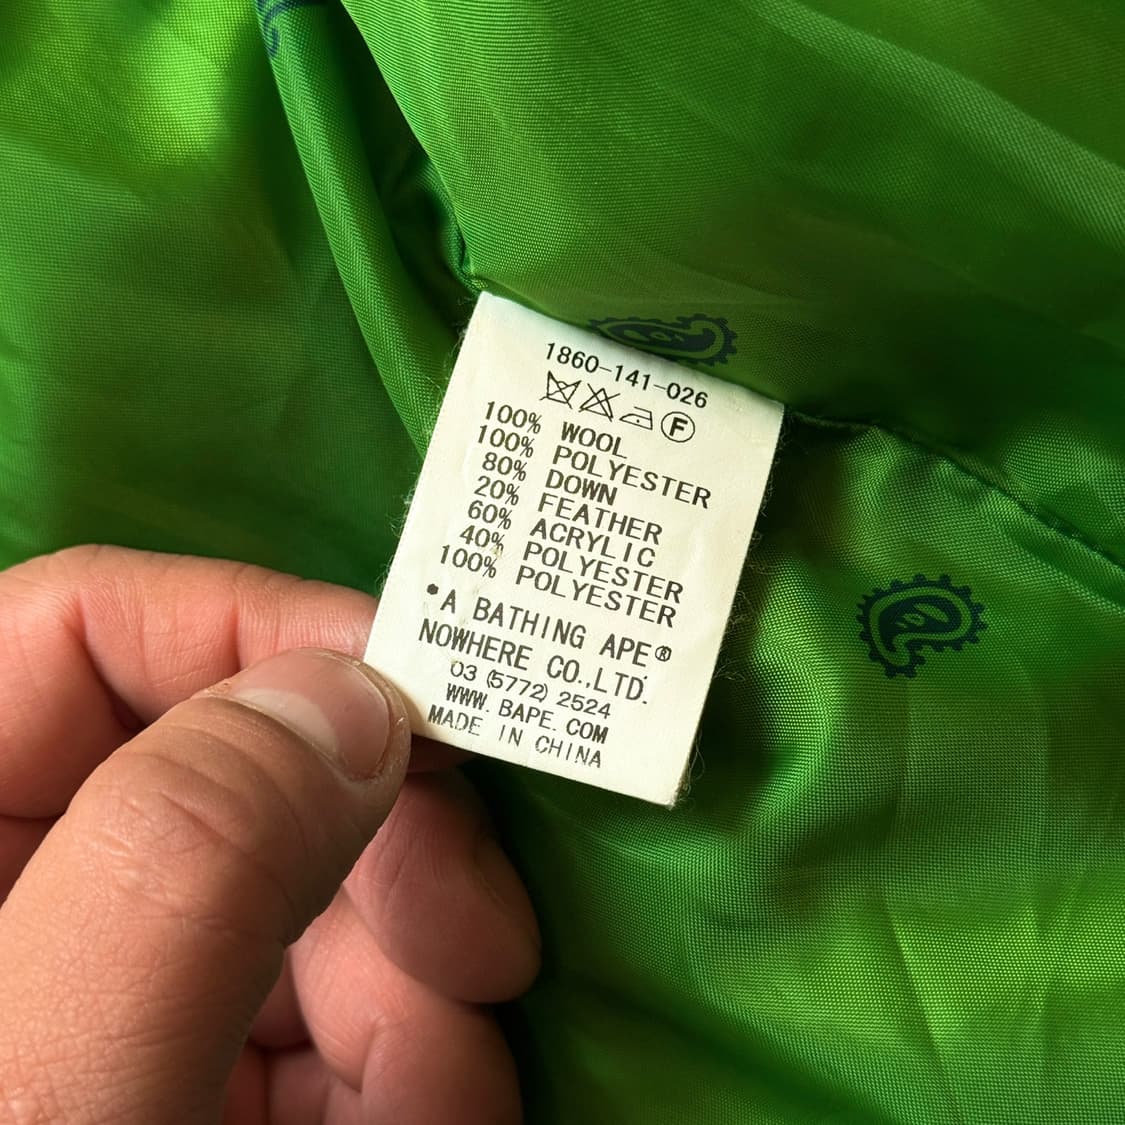 1860-141-026
F
100% WOOL
100% POLYESTER
80% DOWN
20% FEATHER
60% ACRYLIC
40% POLYESTER
100% POLYESTER
*A BATHING APE®
NOWHERE CO.,LTD.
03 (5772) 2524
WWW.BAPE.COM
MADE IN CHINA